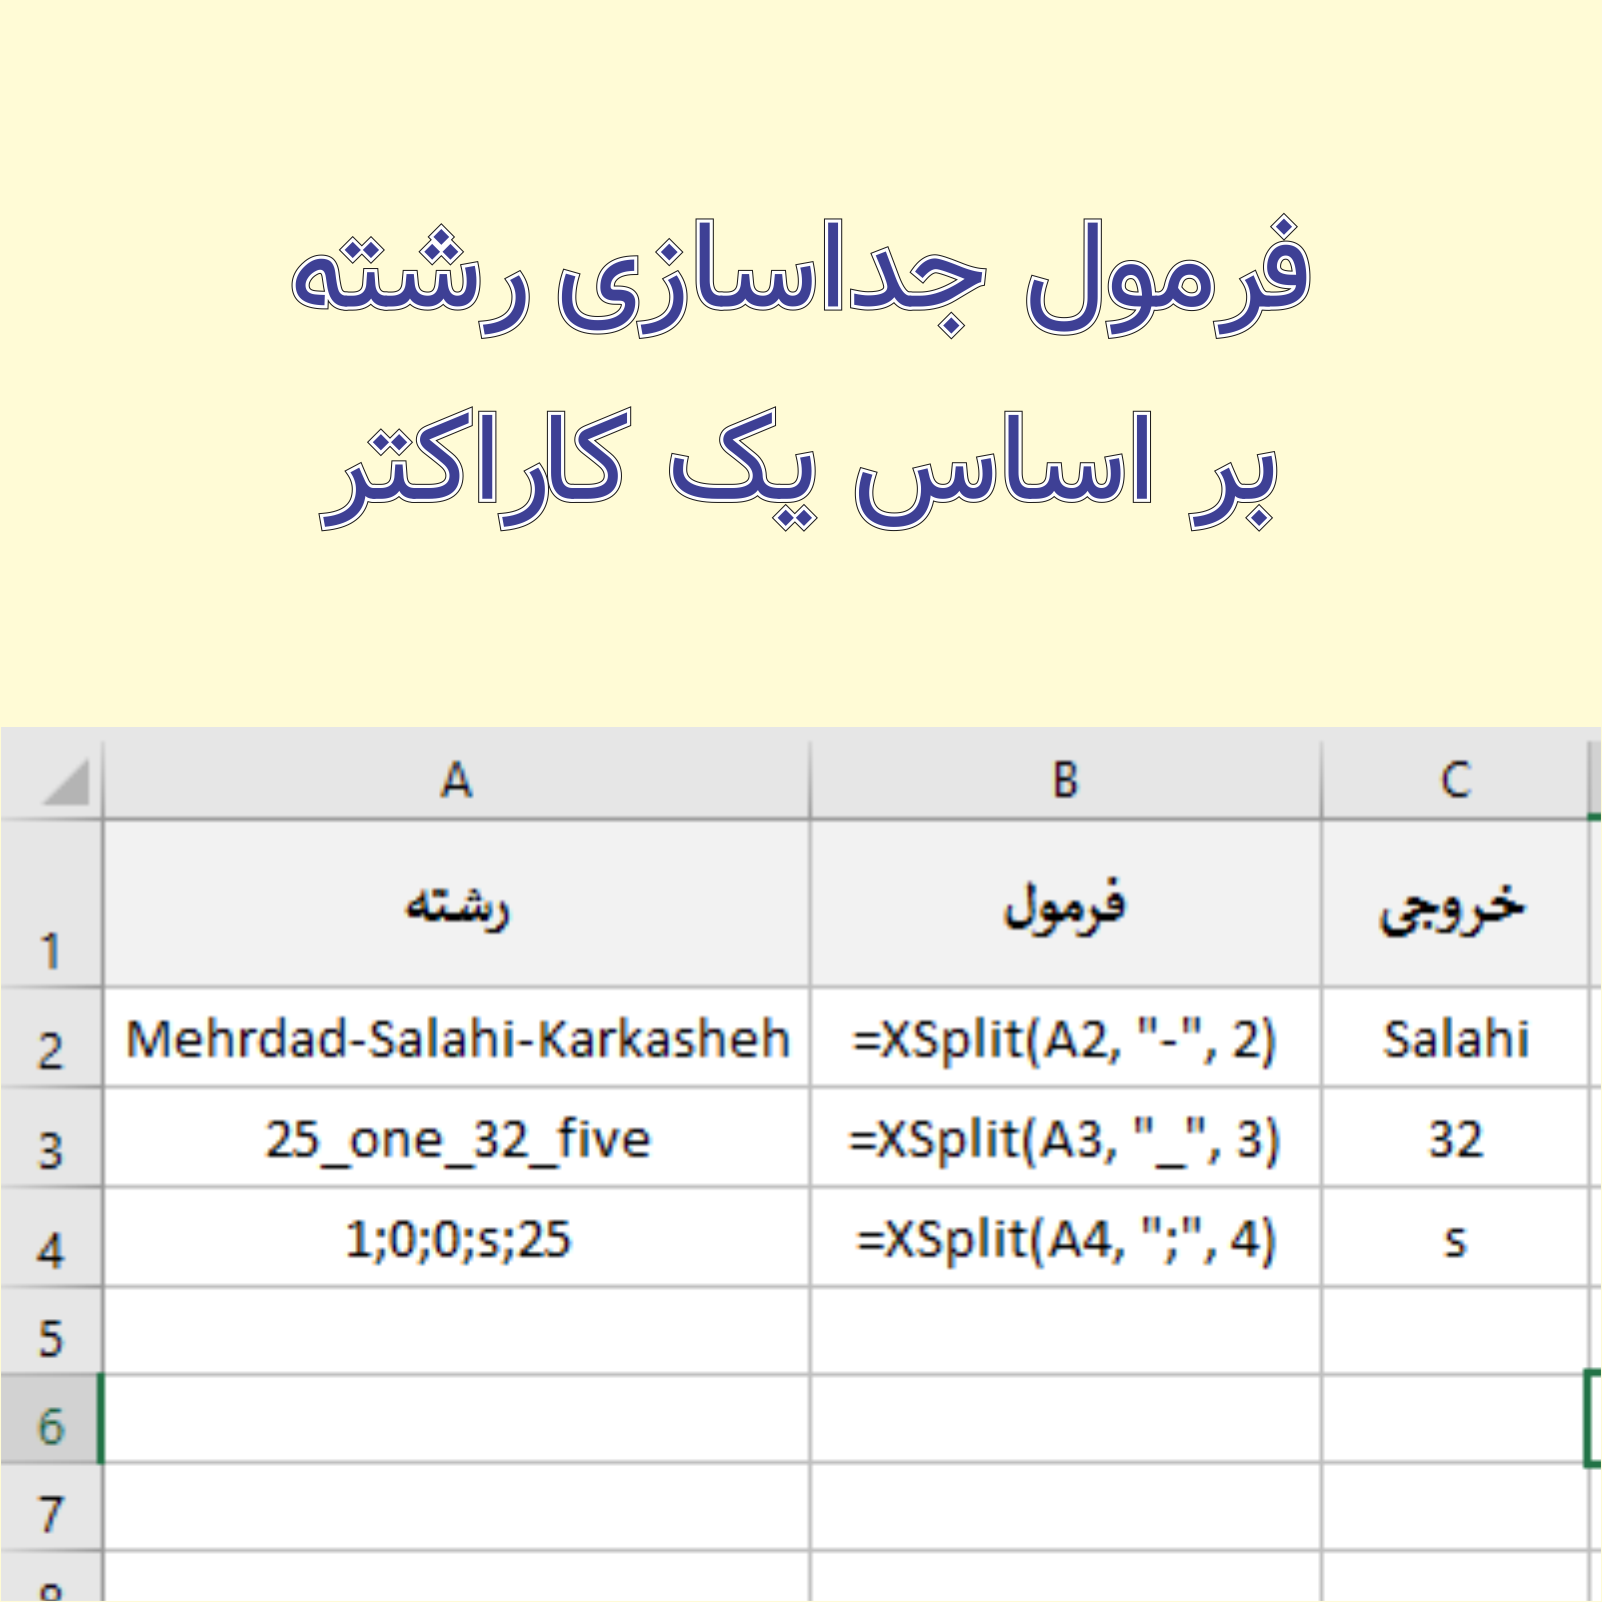 فرمول جداسازی رشته
بر اساس یک کاراکتر
A B C
1 رشته فرمول خروجی
2 Mehrdad-Salahi-Karkasheh =XSplit(A2, "-", 2) Salahi
3 25_one_32_five =XSplit(A3, "_", 3) 32
4 1;0;0;s;25 =XSplit(A4, ";", 4) s
5
6
7
8